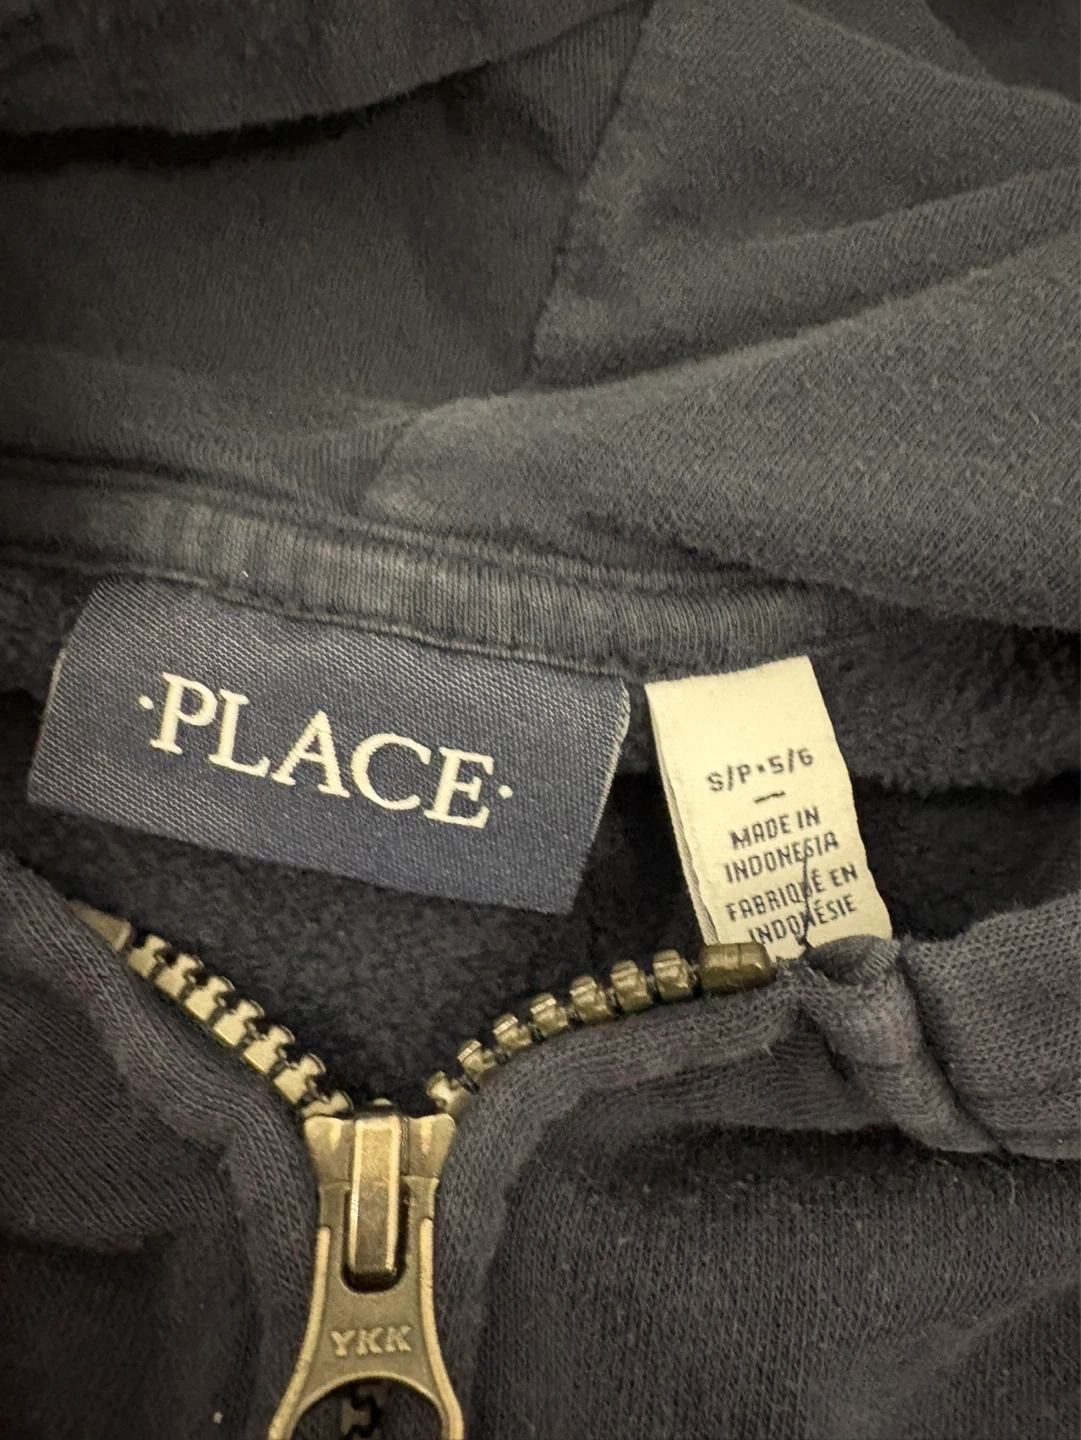 ·PLACE·
S/P•5/6
—
MADE IN
INDONESIA
FABRIQUÉ EN
INDONÉSIE
YKK